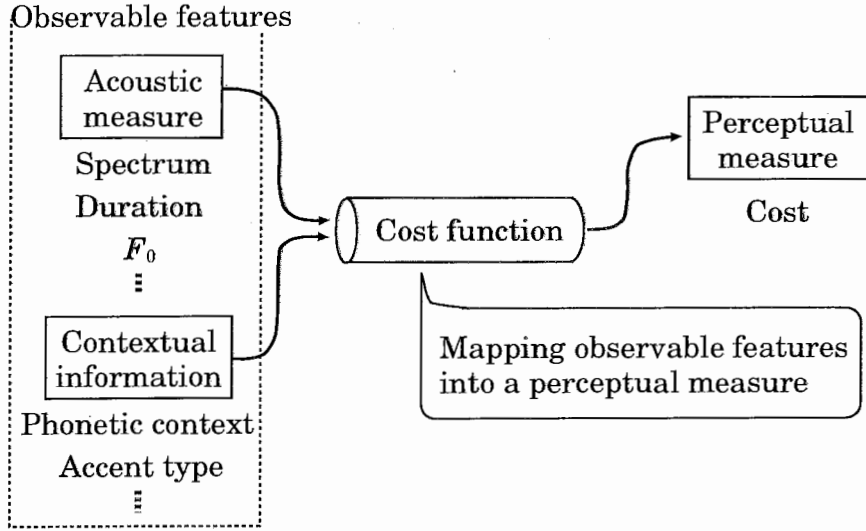 Observable features
Acoustic
measure
Spectrum
Duration
F₀
Contextual
information
Phonetic context
Accent type
Cost function
Mapping observable features
into a perceptual measure
Perceptual
measure
Cost